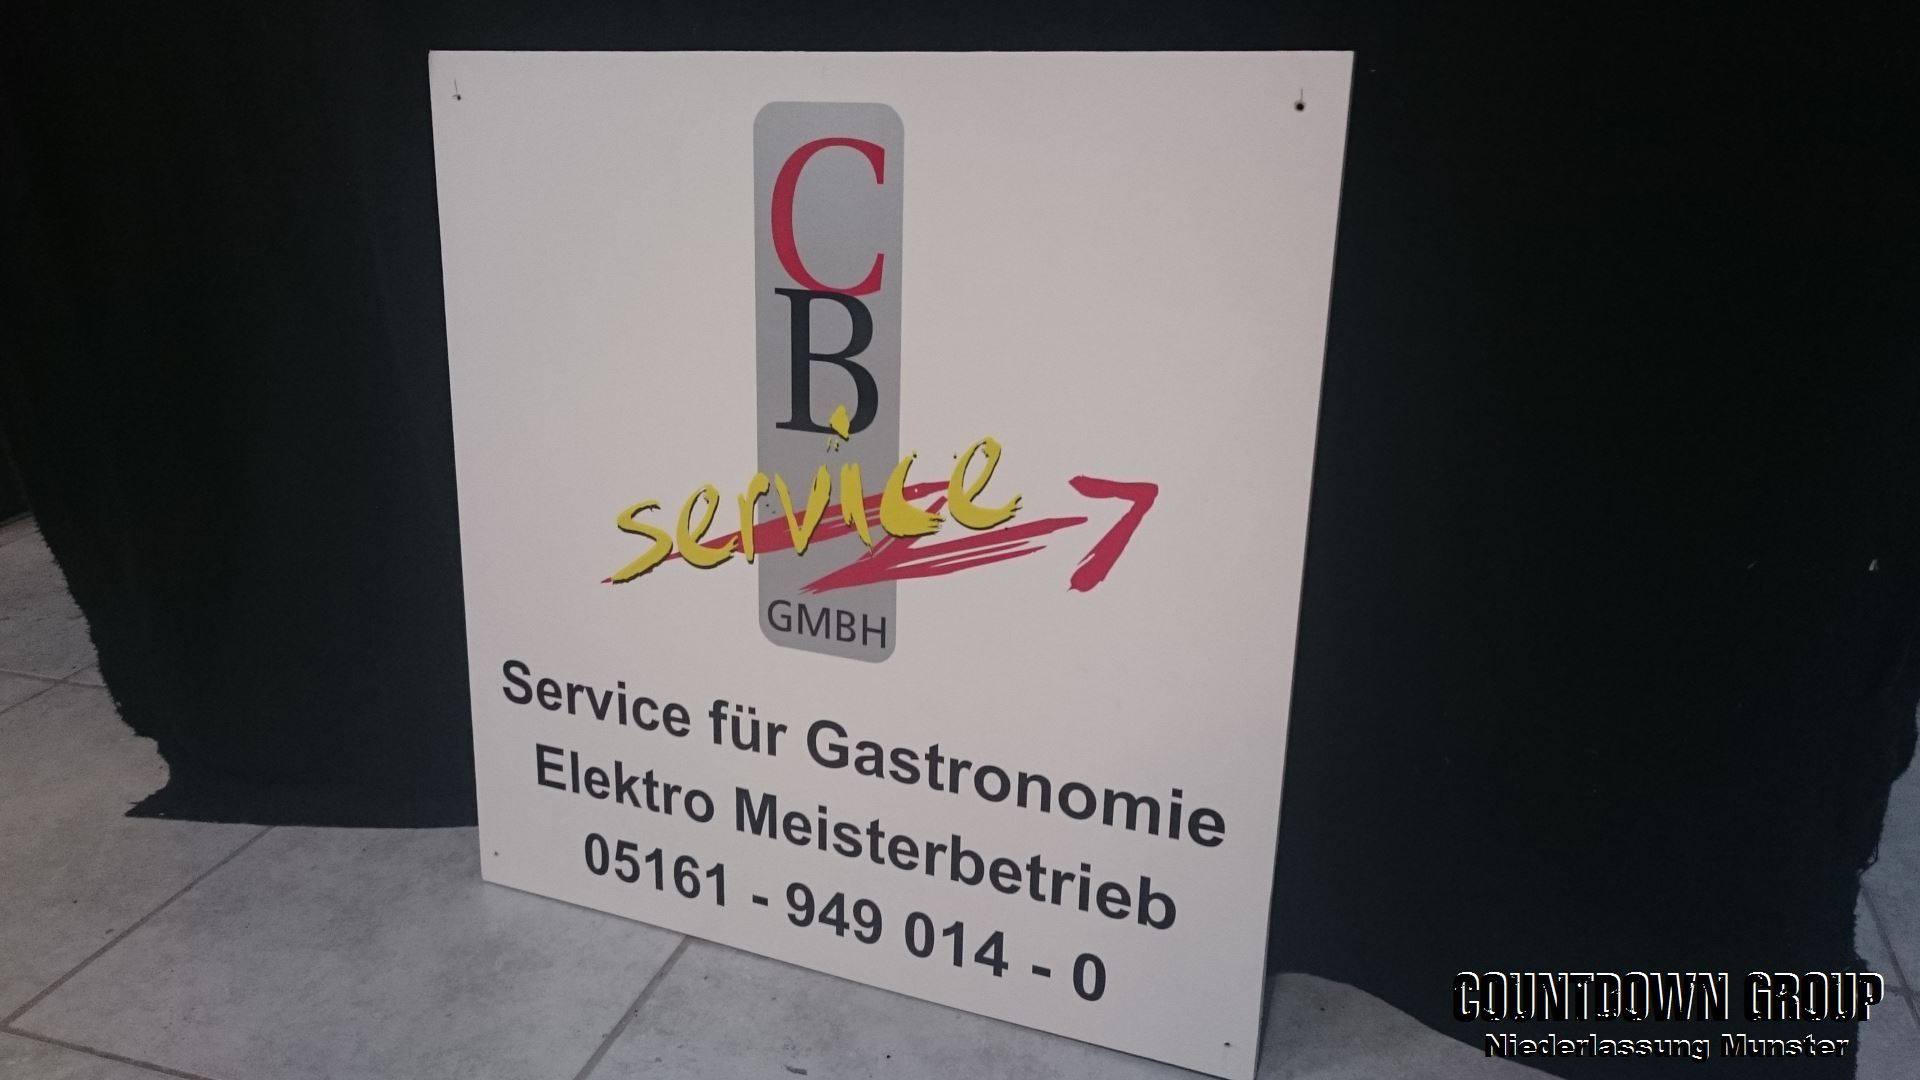 C
B
service
GMBH
Service für Gastronomie
Elektro Meisterbetrieb
05161 - 949 014 - 0
COUNTDOWN GROUP
Niederlassung Munster